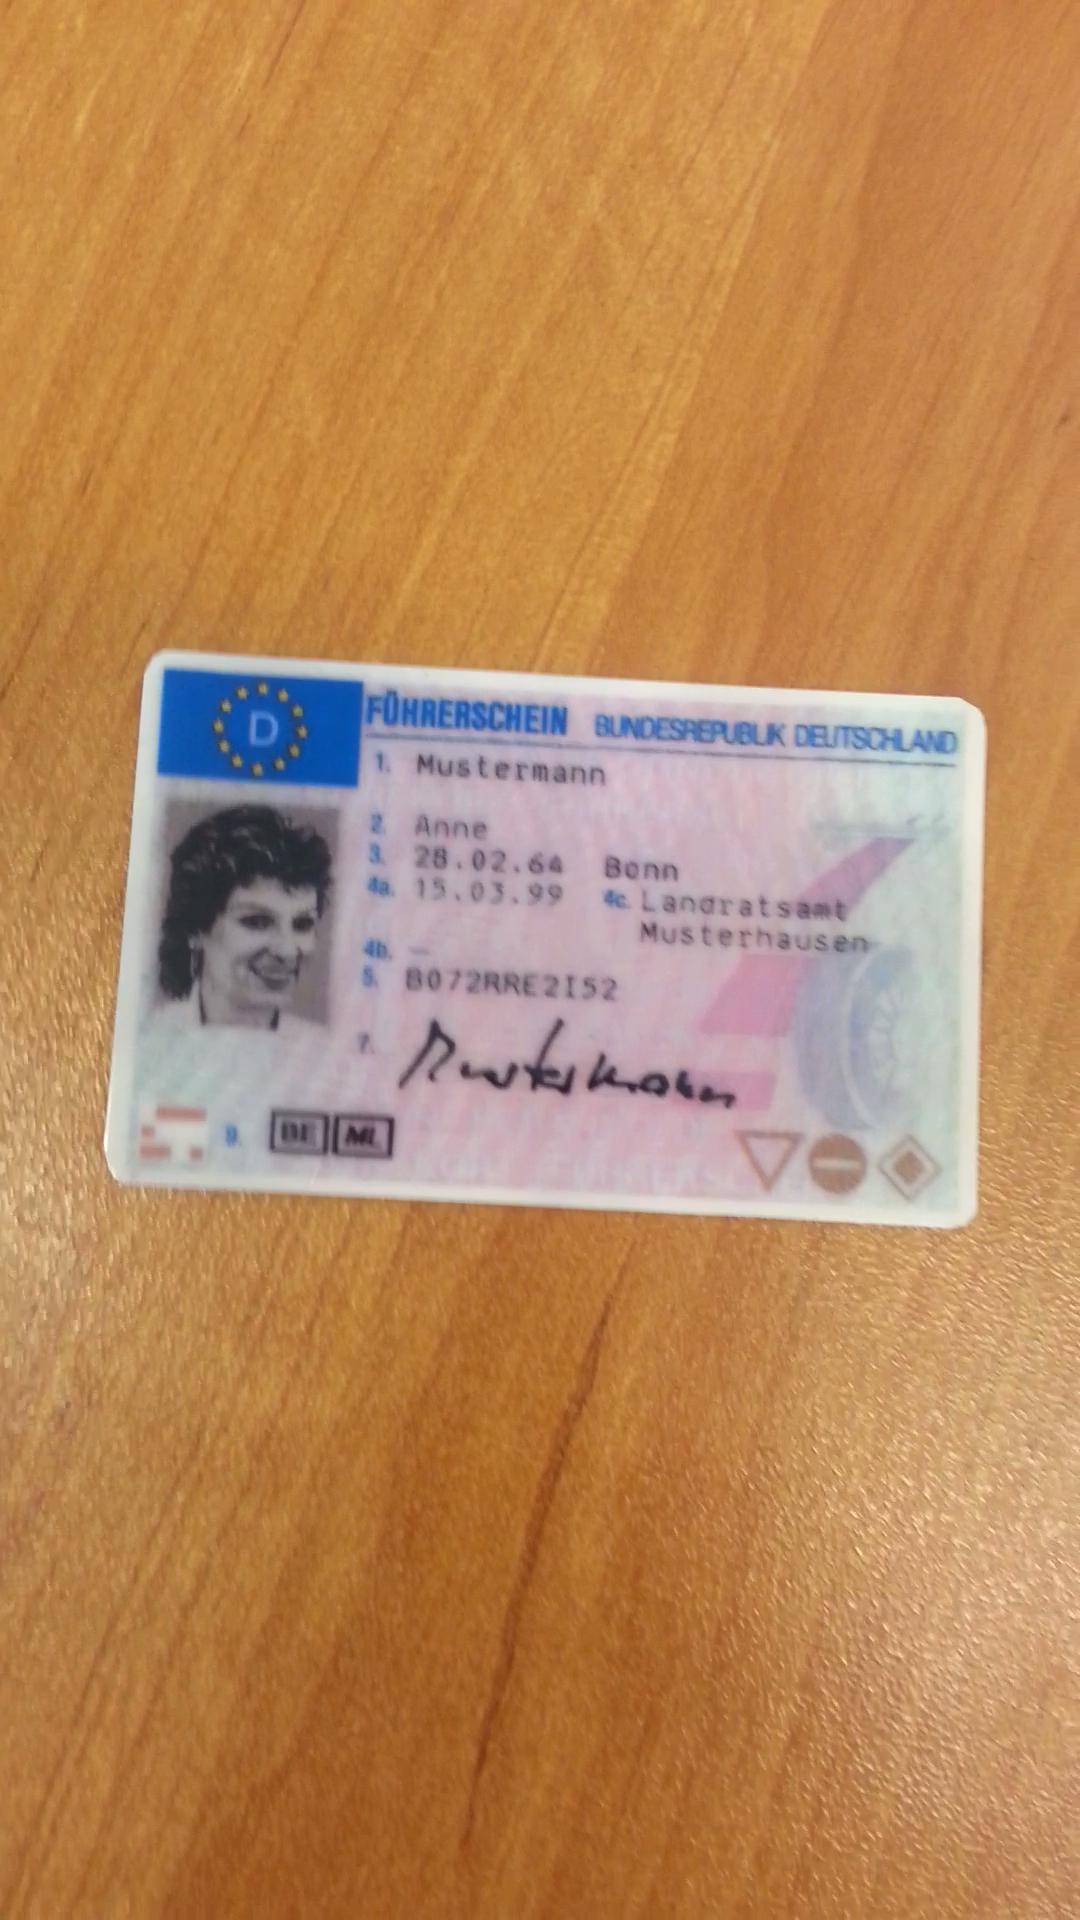 D
FÜHRERSCHEIN BUNDESREPUBLIK DEUTSCHLAND
1. Mustermann
2. Anne
3. 28.02.64 Bonn
4a. 15.03.99 4c. Landratsamt
Musterhausen
4b. —
5. B072RRE2I52
7. Mustermann
9. BE ML